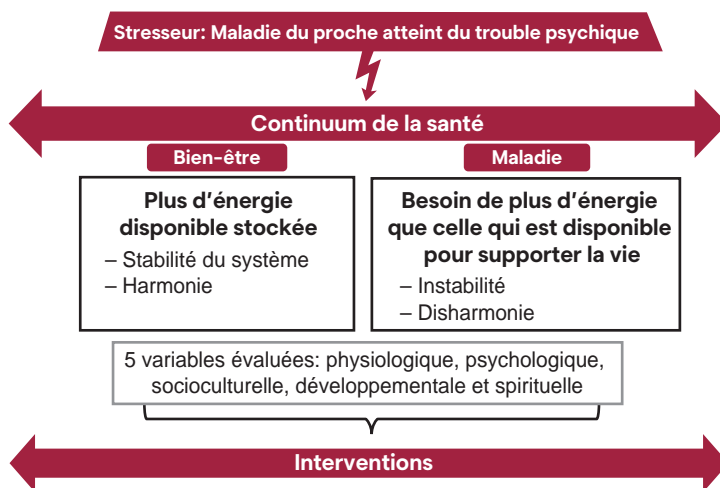 Stresseur: Maladie du proche atteint du trouble psychique
Continuum de la santé
Bien-être
Maladie
Plus d’énergie
disponible stockée
– Stabilité du système
– Harmonie
Besoin de plus d’énergie
que celle qui est disponible
pour supporter la vie
– Instabilité
– Disharmonie
5 variables évaluées: physiologique, psychologique,
socioculturelle, développementale et spirituelle
Interventions